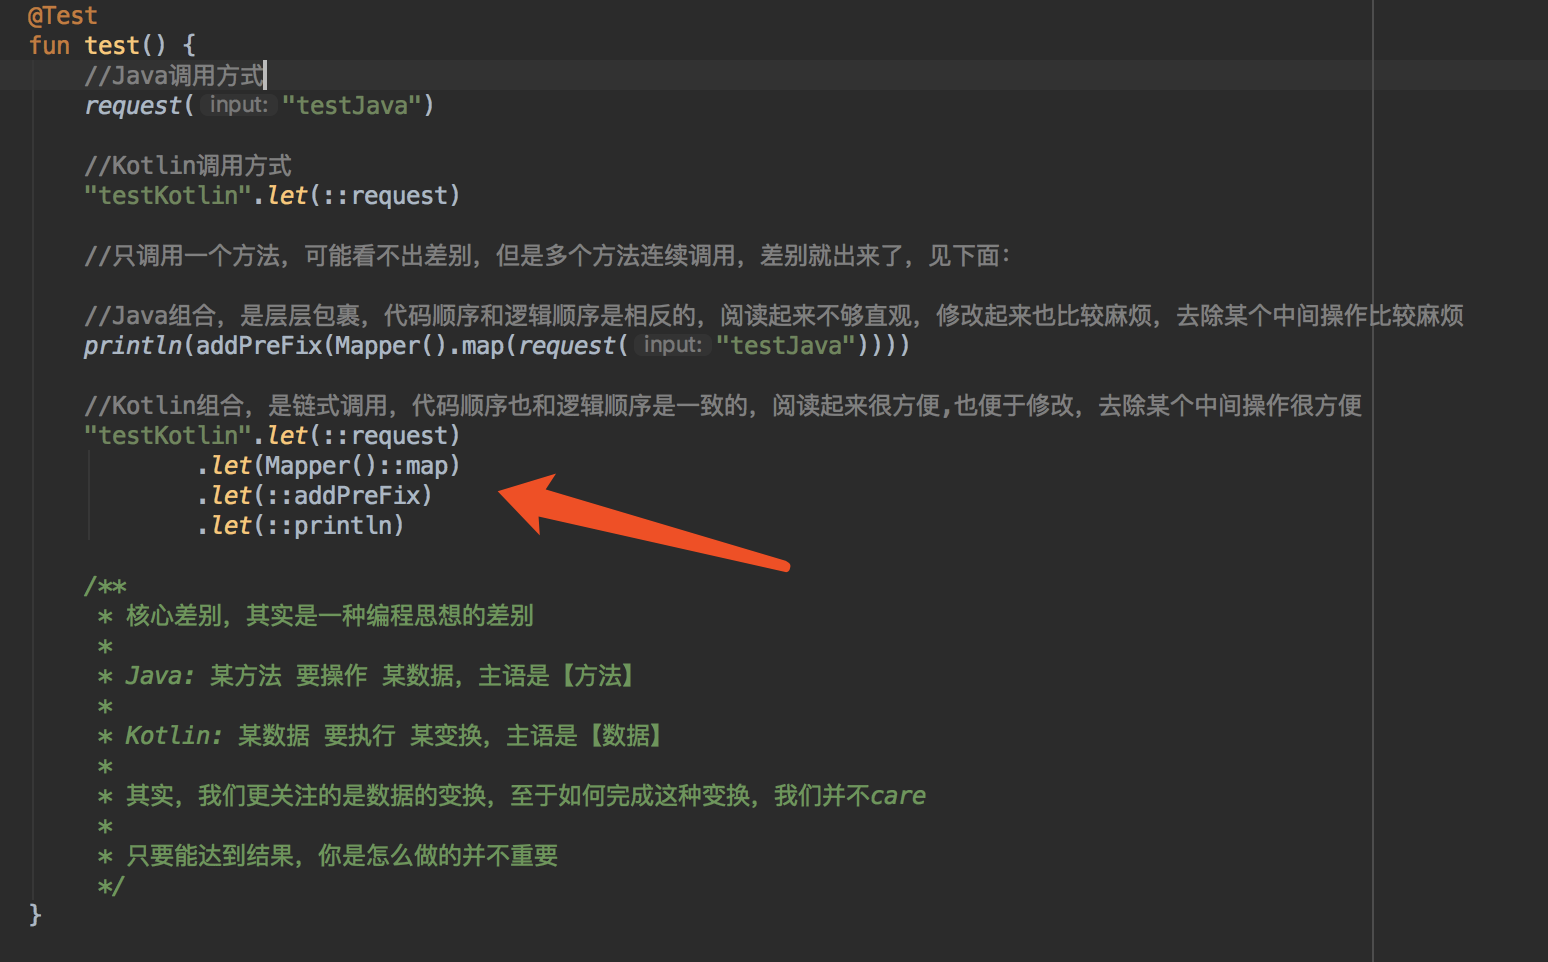 @Test
fun test() {
//Java调用方式
request( input: "testJava")
//Kotlin调用方式
"testKotlin".let(::request)
//只调用一个方法，可能看不出差别，但是多个方法连续调用，差别就出来了，见下面：
//Java组合，是层层包裹，代码顺序和逻辑顺序是相反的，阅读起来不够直观，修改起来也比较麻烦，去除某个中间操作比较麻烦
println(addPreFix(Mapper().map(request( input: "testJava"))))
//Kotlin组合，是链式调用，代码顺序也和逻辑顺序是一致的，阅读起来很方便,也便于修改，去除某个中间操作很方便
"testKotlin".let(::request)
.let(Mapper()::map)
.let(::addPreFix)
.let(::println)
/**
* 核心差别，其实是一种编程思想的差别
*
* Java: 某方法 要操作 某数据，主语是【方法】
*
* Kotlin: 某数据 要执行 某变换，主语是【数据】
*
* 其实，我们更关注的是数据的变换，至于如何完成这种变换，我们并不care
*
* 只要能达到结果，你是怎么做的并不重要
*/
}